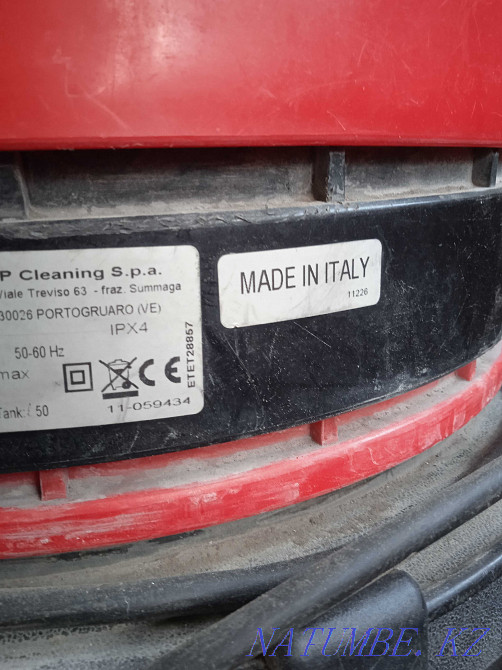 P Cleaning S.p.a.
Viale Treviso 63 - fraz. Summaga
30026 PORTOGRUARO (VE)
IPX4
50-60 Hz
max
Tank: l 50
11-059434
ETET28857
MADE IN ITALY
11226
NATUMBE.KZ